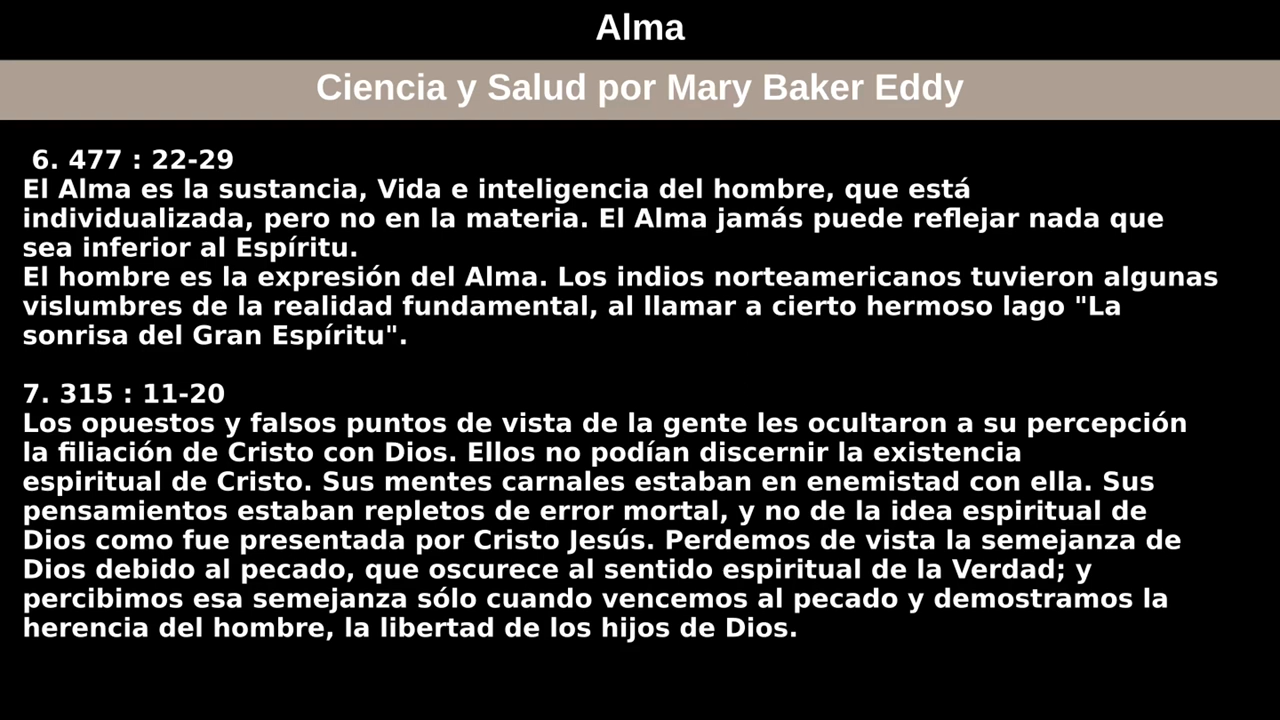 Alma
Ciencia y Salud por Mary Baker Eddy
6. 477 : 22-29
El Alma es la sustancia, Vida e inteligencia del hombre, que está
individualizada, pero no en la materia. El Alma jamás puede reflejar nada que
sea inferior al Espíritu.
El hombre es la expresión del Alma. Los indios norteamericanos tuvieron algunas
vislumbres de la realidad fundamental, al llamar a cierto hermoso lago "La
sonrisa del Gran Espíritu".
7. 315 : 11-20
Los opuestos y falsos puntos de vista de la gente les ocultaron a su percepción
la filiación de Cristo con Dios. Ellos no podían discernir la existencia
espiritual de Cristo. Sus mentes carnales estaban en enemistad con ella. Sus
pensamientos estaban repletos de error mortal, y no de la idea espiritual de
Dios como fue presentada por Cristo Jesús. Perdemos de vista la semejanza de
Dios debido al pecado, que oscurece al sentido espiritual de la Verdad; y
percibimos esa semejanza sólo cuando vencemos al pecado y demostramos la
herencia del hombre, la libertad de los hijos de Dios.